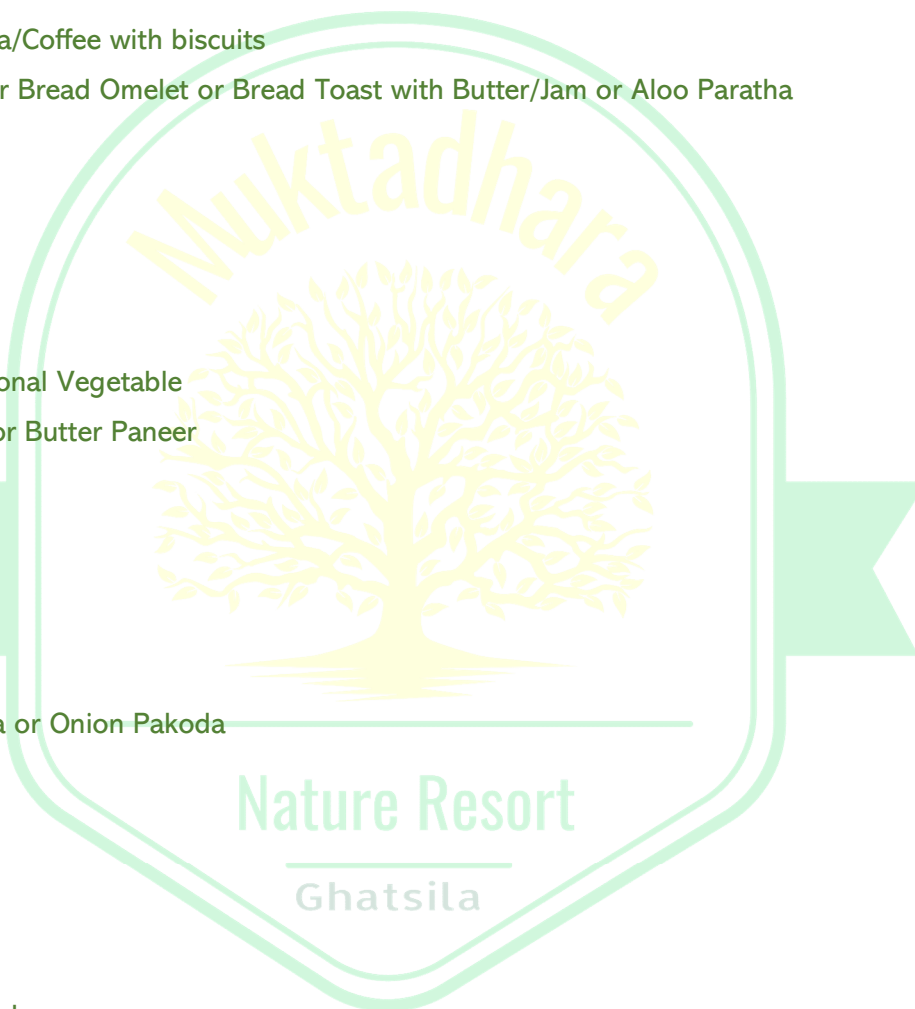 a/Coffee with biscuits
r Bread Omelet or Bread Toast with Butter/Jam or Aloo Paratha
Muktadhara
onal Vegetable
or Butter Paneer
a or Onion Pakoda
Nature Resort
Ghatsila